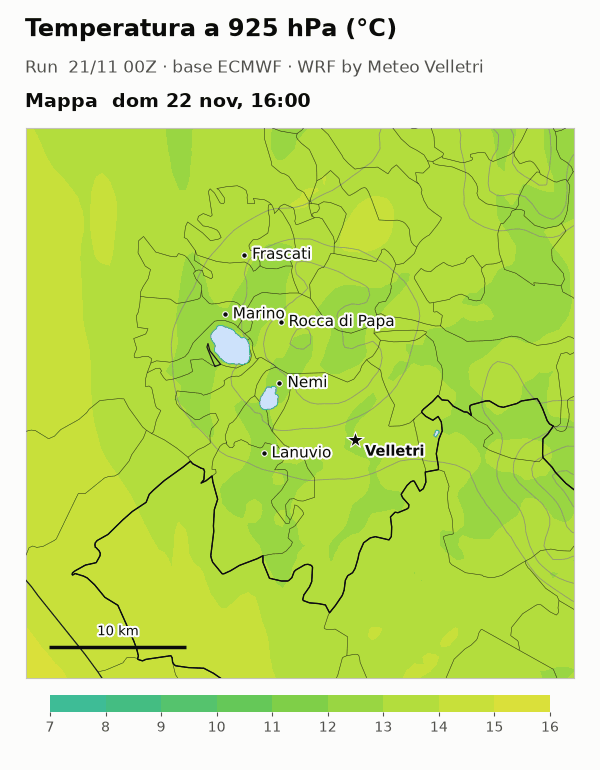 Temperatura a 925 hPa (°C)
Run  21/11 00Z · base ECMWF · WRF by Meteo Velletri
Mappa  dom 22 nov, 16:00
Frascati
Marino
Rocca di Papa
Nemi
Velletri
Lanuvio
10 km
7 8 9 10 11 12 13 14 15 16